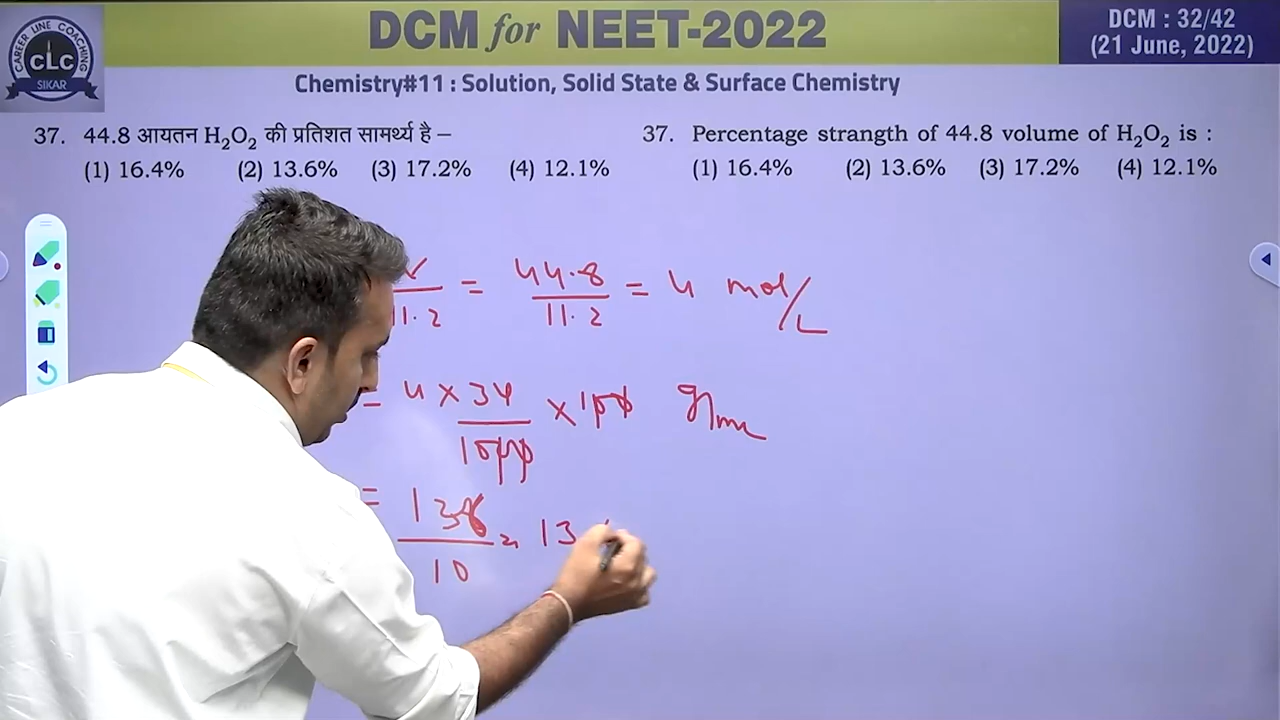 CAREER LINE COACHING
CLC
SIKAR
DCM for NEET-2022
DCM : 32/42
(21 June, 2022)
Chemistry#11 : Solution, Solid State & Surface Chemistry
37. 44.8 आयतन H₂O₂ की प्रतिशत सामर्थ्य है –
(1) 16.4% (2) 13.6% (3) 17.2% (4) 12.1%
37. Percentage strangth of 44.8 volume of H₂O₂ is :
(1) 16.4% (2) 13.6% (3) 17.2% (4) 12.1%
V/11.2 = 44.8/11.2 = 4 mol/L
= 4 × 34/1000 × 100
= 136/10 = 13